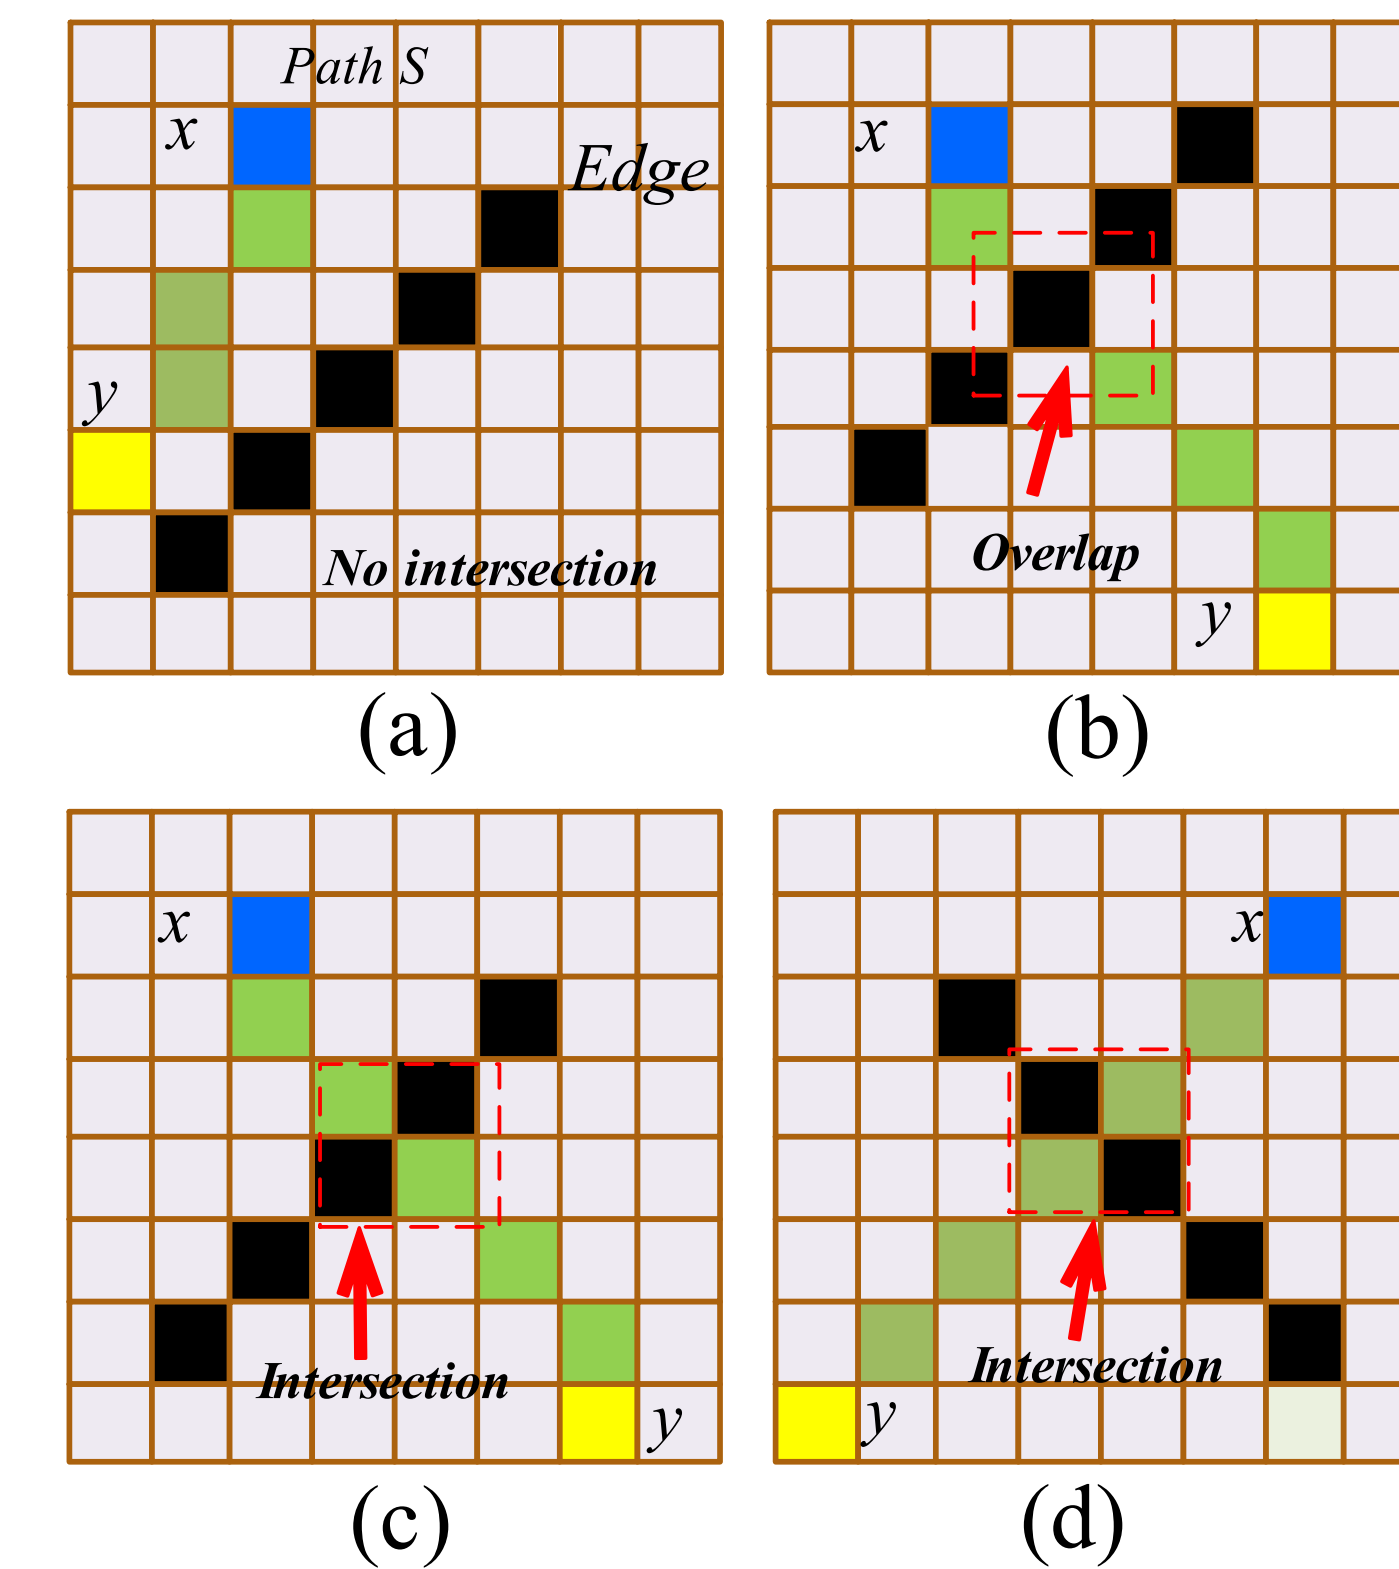 Path S
x
Edge
y
No intersection
(a)
x
Overlap
y
(b)
x
Intersection
y
(c)
x
Intersection
y
(d)